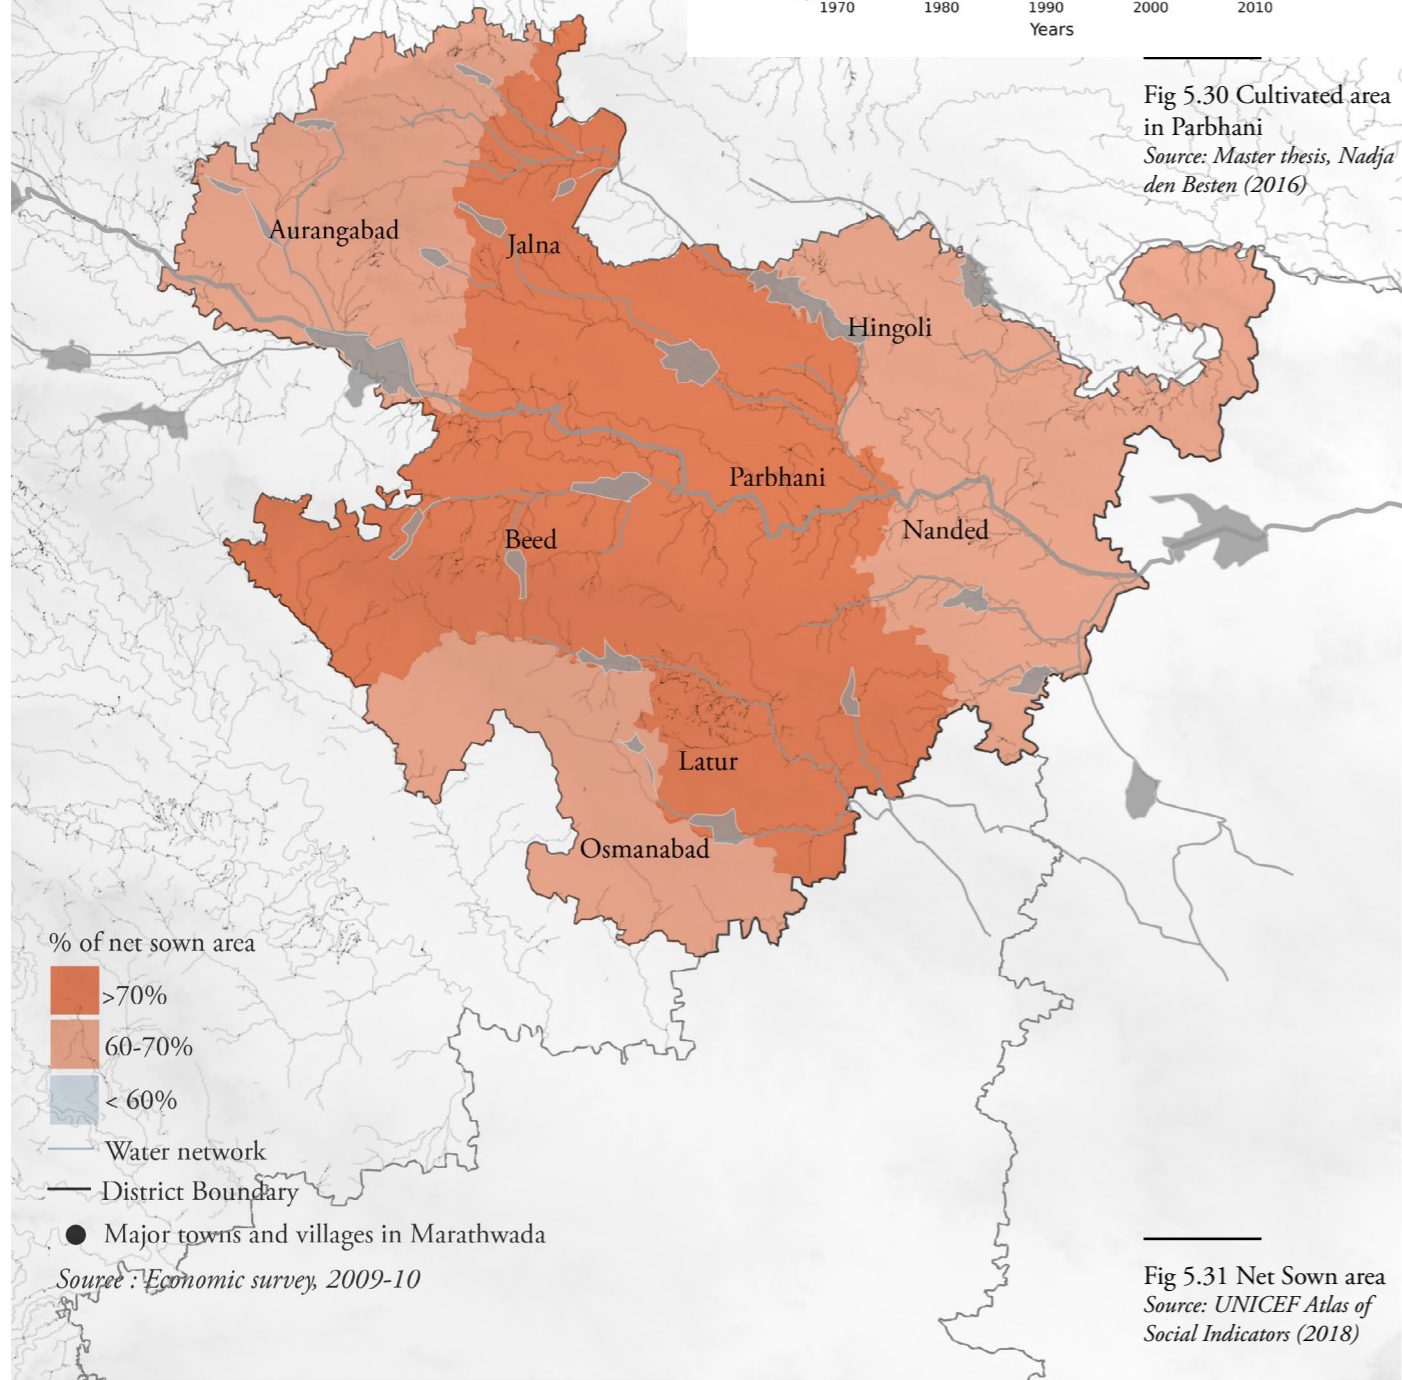 1970 1980 1990 2000 2010
Years
Fig 5.30 Cultivated area
in Parbhani
Source: Master thesis, Nadja
den Besten (2016)
Aurangabad
Jalna
Hingoli
Parbhani
Nanded
Beed
Latur
Osmanabad
% of net sown area
>70%
60-70%
< 60%
Water network
District Boundary
Major towns and villages in Marathwada
Source : Economic survey, 2009-10
Fig 5.31 Net Sown area
Source: UNICEF Atlas of
Social Indicators (2018)